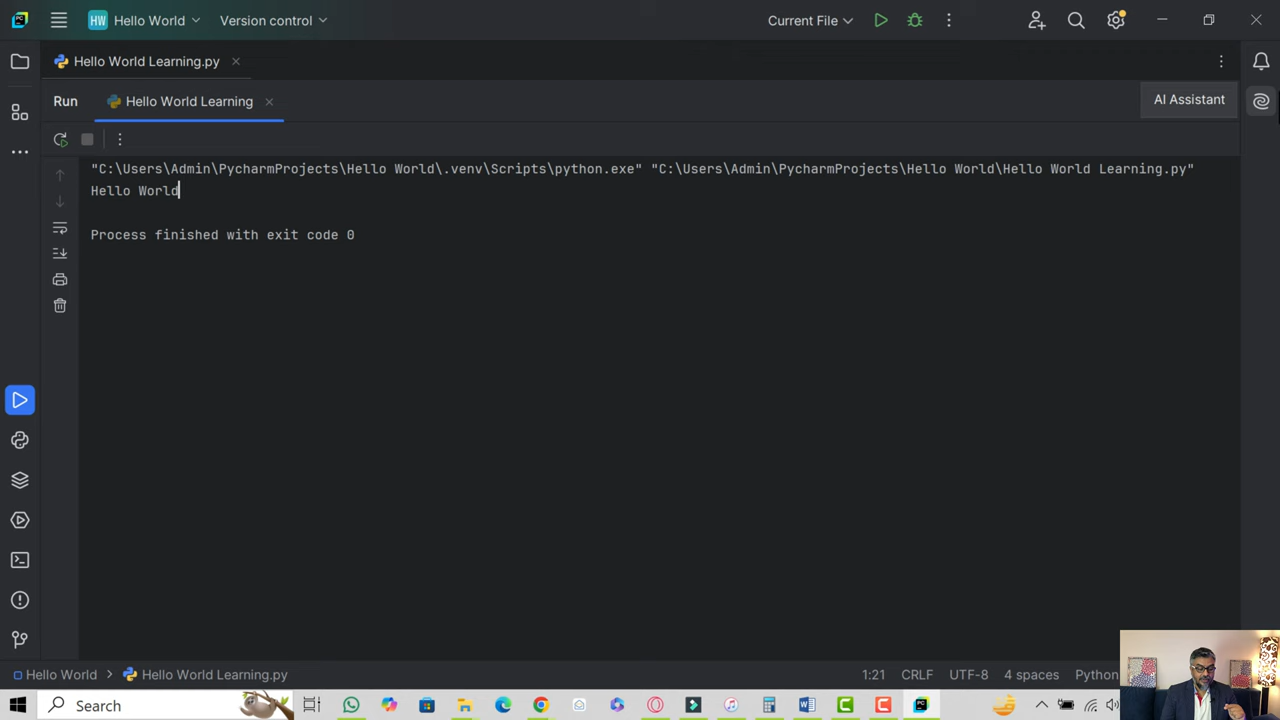 PC
HW Hello World Version control Current File
Hello World Learning.py
Run Hello World Learning AI Assistant
"C:\Users\Admin\PycharmProjects\Hello World\.venv\Scripts\python.exe" "C:\Users\Admin\PycharmProjects\Hello World\Hello World Learning.py"
Hello World
Process finished with exit code 0
Hello World Hello World Learning.py 1:21 CRLF UTF-8 4 spaces Python
Search